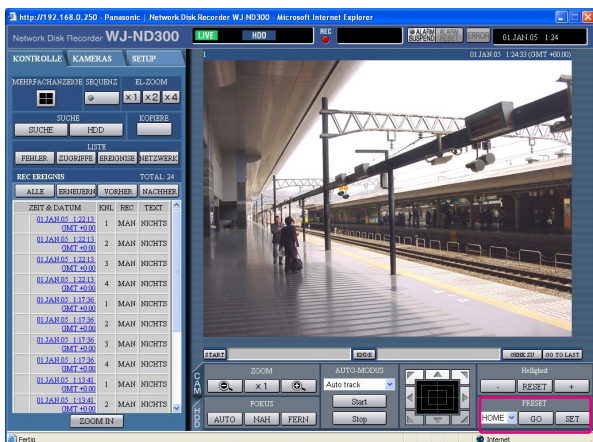 http://192.168.0.250 - Panasonic | Network Disk Recorder WJ-ND300 - Microsoft Internet Explorer
Network Disk Recorder WJ-ND300
LIVE HDD REC ALARM SUSPEND ALARM RESET ERROR 01.JAN.05 1:24
KONTROLLE KAMERAS SETUP
1 01.JAN.05 1:24:33 (GMT +00:00)
MEHRFACHANZEIGE SEQUENZ EL-ZOOM
x1 x2 x4
SUCHE KOPIERE
SUCHE HDD
LISTE
FEHLER ZUGRIFFE EREIGNISE NETZWERK
REC EREIGNIS TOTAL: 24
ALLE ERNEUERN VORHER NACHHER
ZEIT & DATUM KNL REC TEXT
01.JAN.05 1:22:13 GMT +0:00 1 MAN NICHTS
01.JAN.05 1:22:13 GMT +0:00 2 MAN NICHTS
01.JAN.05 1:22:13 GMT +0:00 3 MAN NICHTS
01.JAN.05 1:22:13 GMT +0:00 4 MAN NICHTS
01.JAN.05 1:17:36 GMT +0:00 1 MAN NICHTS
01.JAN.05 1:17:36 GMT +0:00 2 MAN NICHTS
01.JAN.05 1:17:36 GMT +0:00 3 MAN NICHTS
01.JAN.05 1:17:36 GMT +0:00 4 MAN NICHTS
01.JAN.05 1:13:41 GMT +0:00 1 MAN NICHTS
01.JAN.05 1:13:41 GMT +0:00 2 MAN NICHTS
ZOOM IN
START ENDE GEHE ZU GO TO LAST
CAM
HDD
ZOOM
x1
FOKUS
AUTO NAH FERN
AUTO-MODUS
Auto track
Start
Stop
Helligkeit
- RESET +
PRESET
HOME GO SET
Fertig Internet